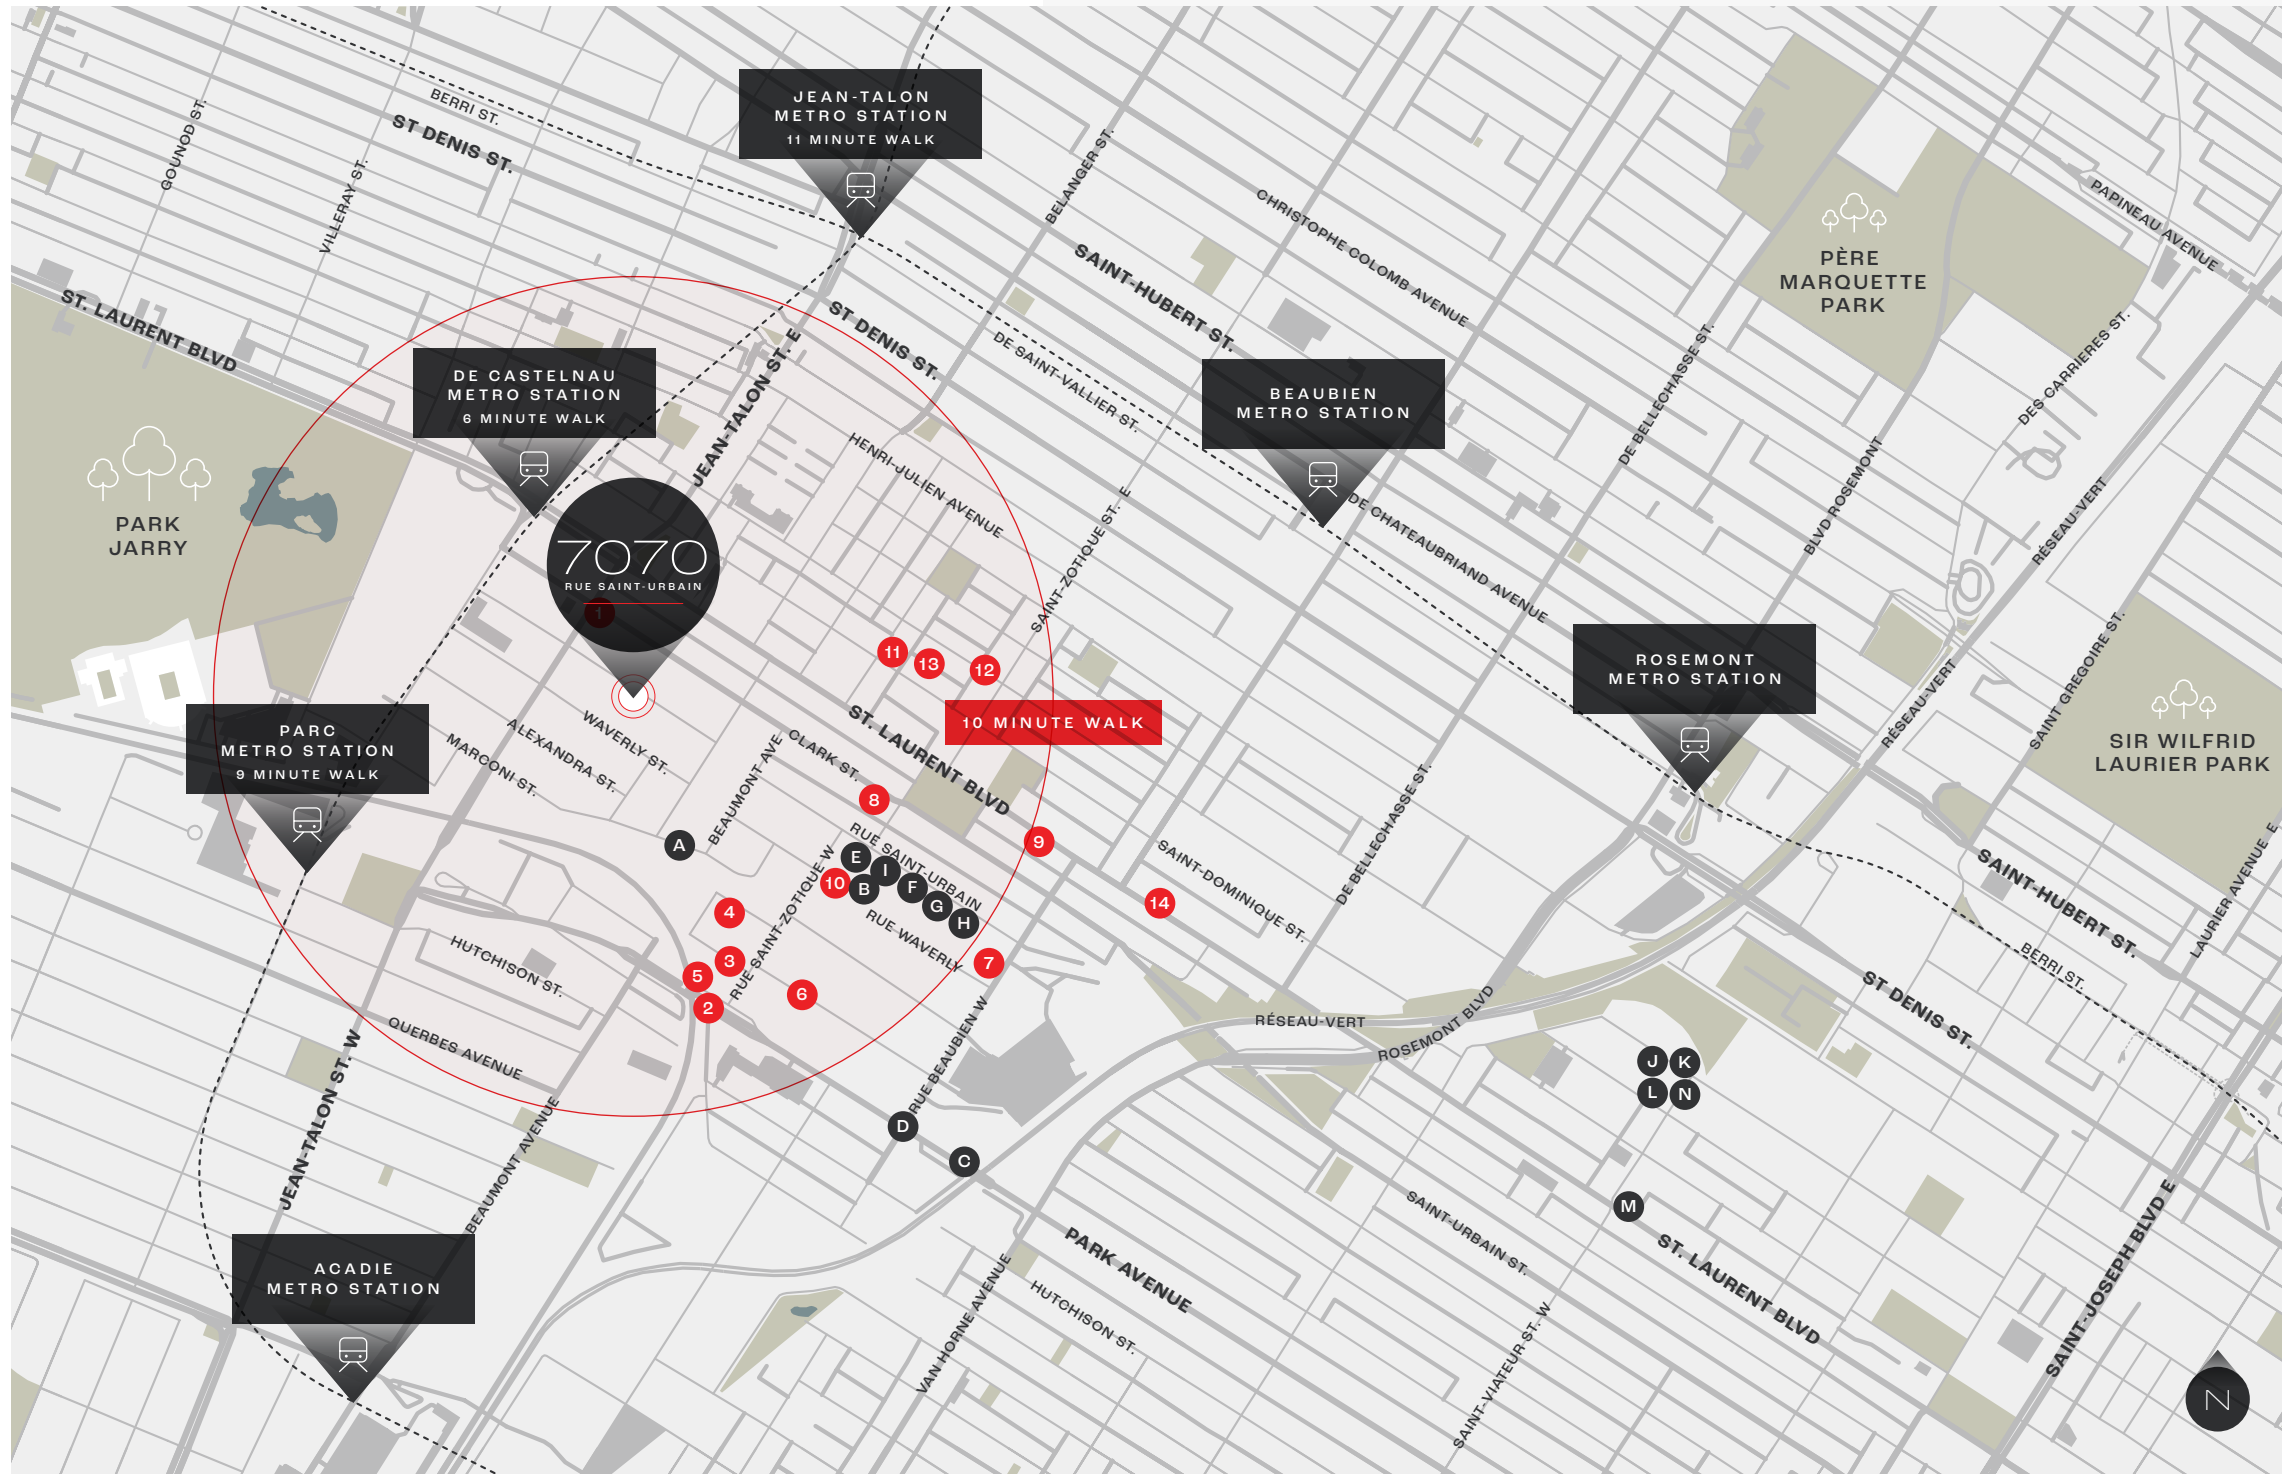 BERRI ST.
ST DENIS ST.
GOUNOD ST.
VILLERAY ST.
JEAN-TALON
METRO STATION
11 MINUTE WALK
BELANGER ST.
CHRISTOPHE COLOMB AVENUE
SAINT-HUBERT ST.
PAPINEAU AVENUE
PÈRE
MARQUETTE
PARK
ST. LAURENT BLVD
DE CASTELNAU
METRO STATION
6 MINUTE WALK
JEAN-TALON ST. E
ST DENIS ST.
DE SAINT-VALLIER ST.
BEAUBIEN
METRO STATION
DE BELLECHASSE ST.
DES CARRIERES ST.
PARK
JARRY
HENRI-JULIEN AVENUE
SAINT-ZOTIQUE ST. E
DE CHATEAUBRIAND AVENUE
BLVD ROSEMONT
RÉSEAU-VERT
7070
RUE SAINT-URBAIN
1
11
13
12
10 MINUTE WALK
ROSEMONT
METRO STATION
RÉSEAU-VERT
SAINT GREGOIRE ST.
SIR WILFRID
LAURIER PARK
PARC
METRO STATION
9 MINUTE WALK
MARCONI ST.
ALEXANDRA ST.
WAVERLY ST.
BEAUMONT AVE
CLARK ST.
ST. LAURENT BLVD
8
9
A
RUE SAINT-URBAIN
E
I
10
B
F
G
H
RUE WAVERLY
RUE SAINT-ZOTIQUE W
4
3
5
2
6
7
14
SAINT-DOMINIQUE ST.
DE BELLECHASSE ST.
SAINT-HUBERT ST.
LAURIER AVENUE E
BERRI ST.
ST DENIS ST.
HUTCHISON ST.
QUERBES AVENUE
JEAN-TALON ST. W
BEAUMONT AVENUE
RUE BEAUBIEN W
RÉSEAU-VERT
ROSEMONT BLVD
D
C
J
K
L
N
M
PARK AVENUE
HUTCHISON ST.
VAN HORNE AVENUE
SAINT-URBAIN ST.
SAINT-VIATEUR ST. W
ST. LAURENT BLVD
SAINT-JOSEPH BLVD E
ACADIE
METRO STATION
N